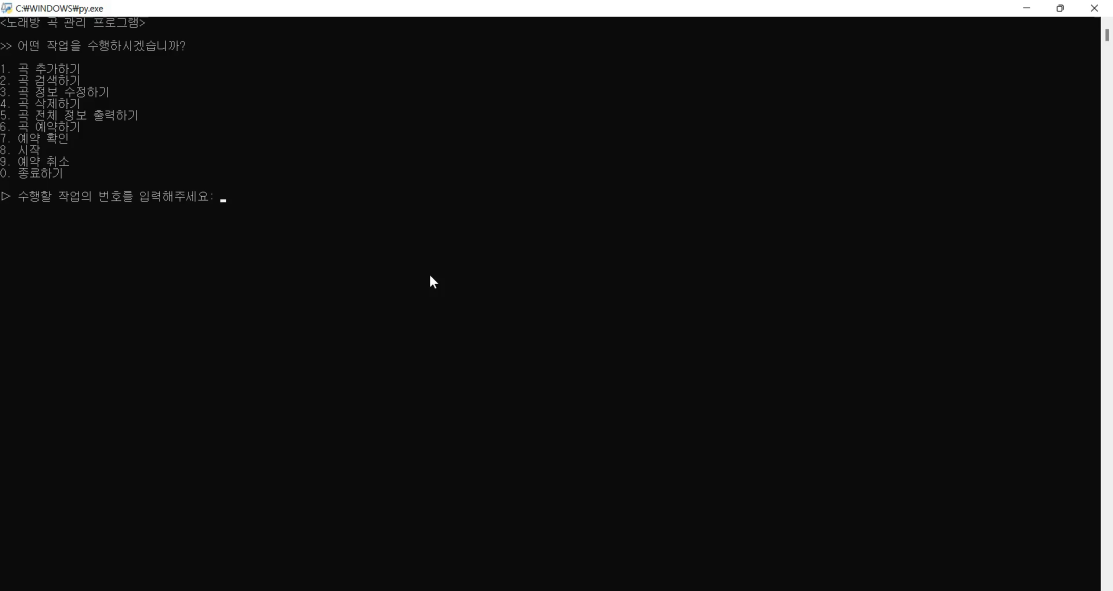 C:₩WINDOWS₩py.exe
<노래방 곡 관리 프로그램>
>> 어떤 작업을 수행하시겠습니까?
1. 곡 추가하기
2. 곡 검색하기
3. 곡 정보 수정하기
4. 곡 삭제하기
5. 곡 전체 정보 출력하기
6. 곡 예약하기
7. 예약 확인
8. 시작
9. 예약 취소
0. 종료하기
▷ 수행할 작업의 번호를 입력해주세요: